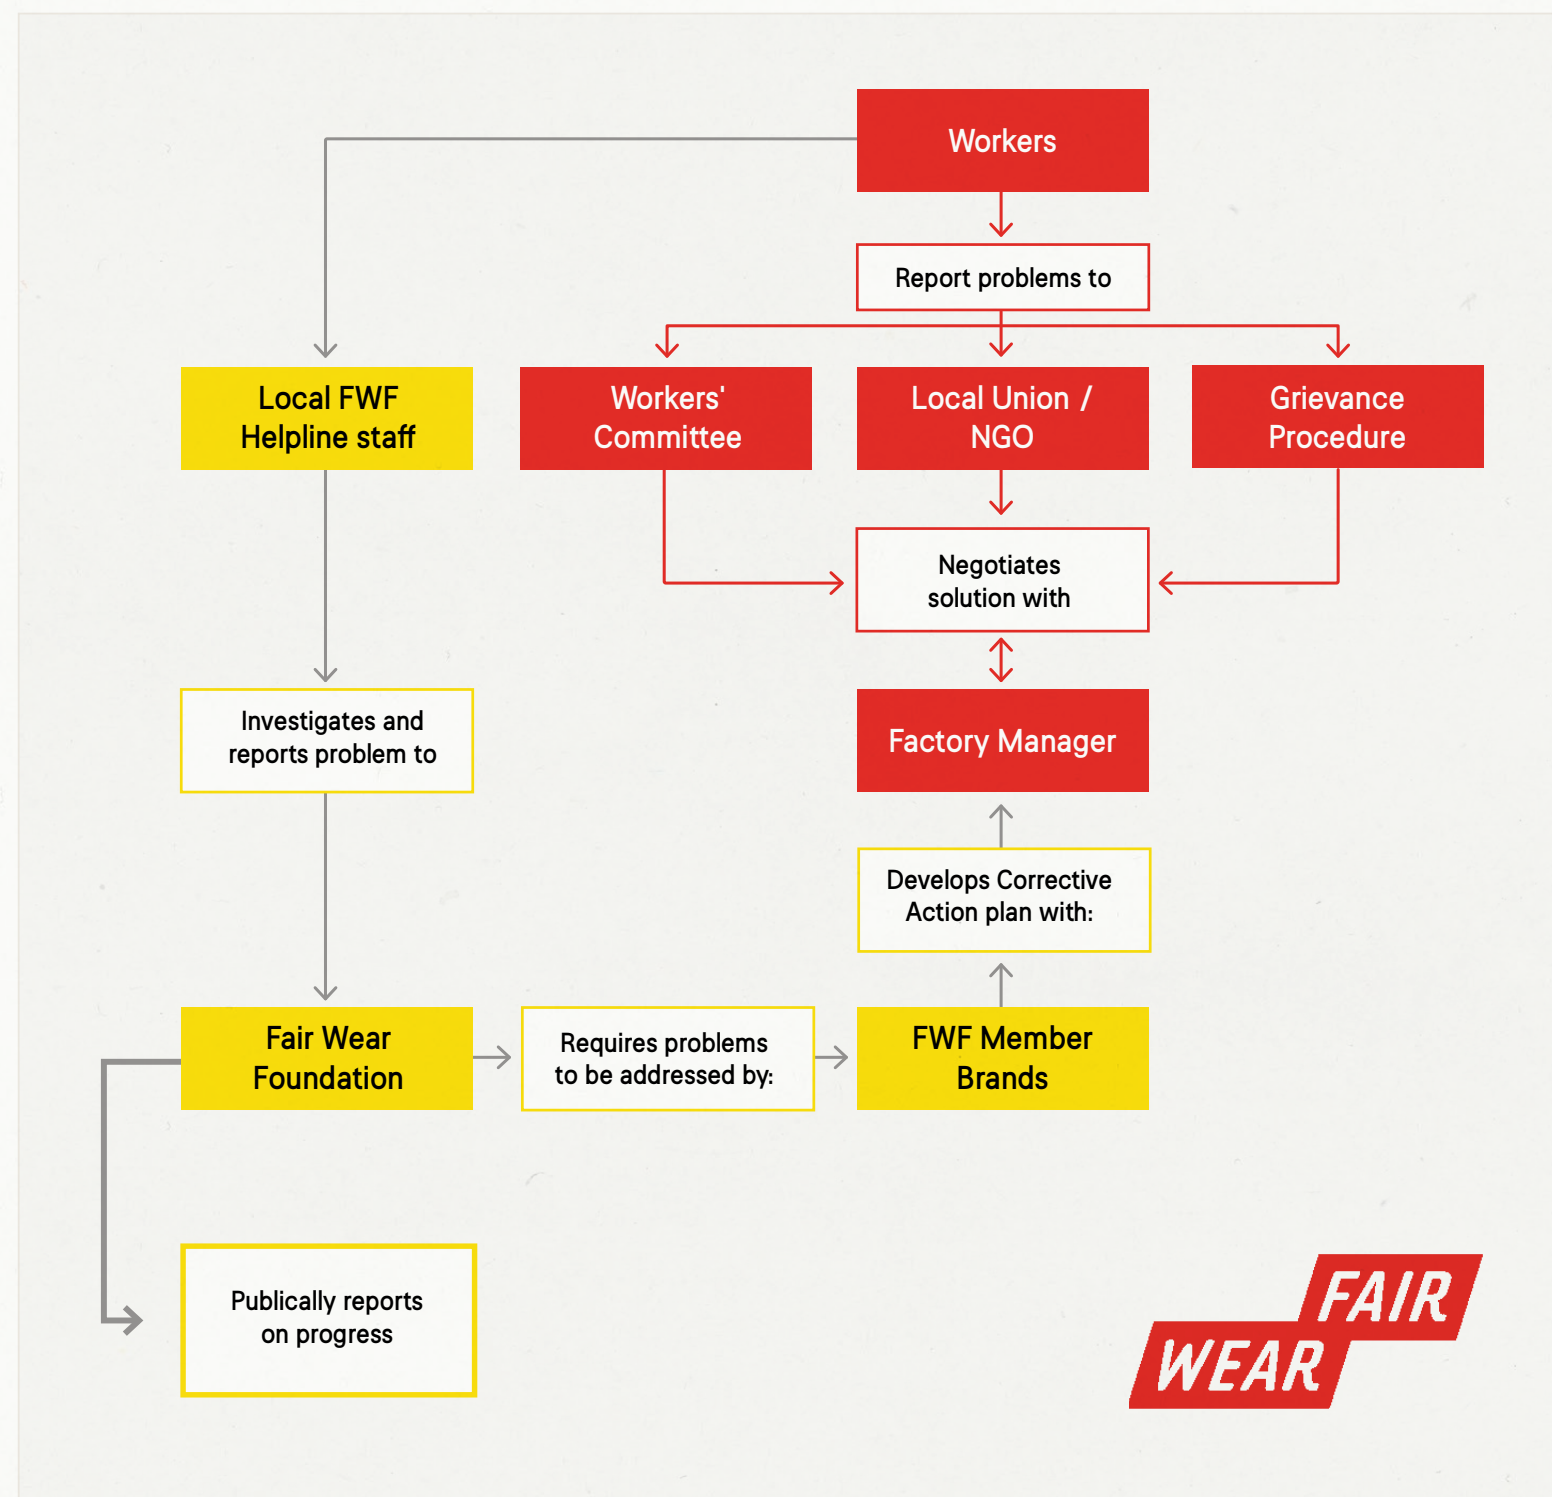 Workers
Report problems to
Local FWF
Helpline staff
Workers'
Committee
Local Union /
NGO
Grievance
Procedure
Negotiates
solution with
Investigates and
reports problem to
Factory Manager
Develops Corrective
Action plan with:
Fair Wear
Foundation
Requires problems
to be addressed by:
FWF Member
Brands
Publically reports
on progress
FAIR
WEAR